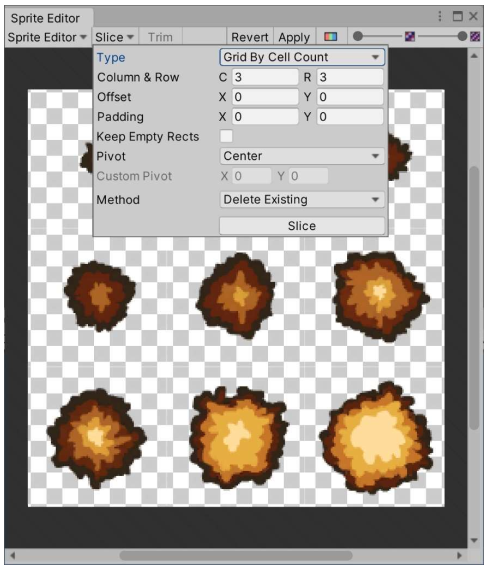 Sprite Editor
Sprite Editor Slice Trim Revert Apply
Type Grid By Cell Count
Column & Row C 3 R 3
Offset X 0 Y 0
Padding X 0 Y 0
Keep Empty Rects
Pivot Center
Custom Pivot X 0 Y 0
Method Delete Existing
Slice